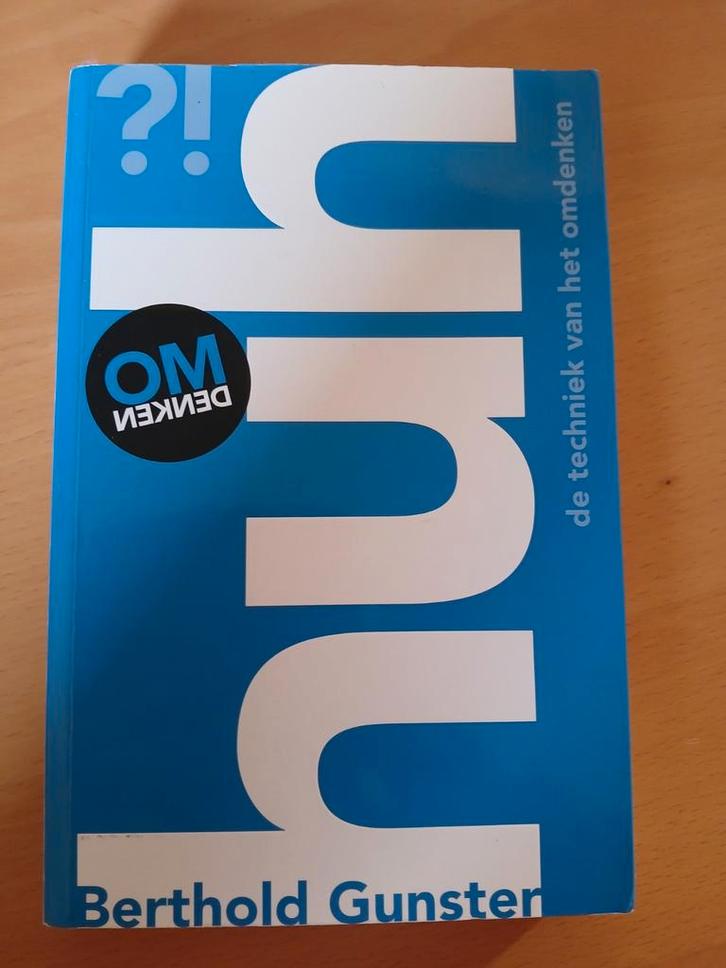 huh
?!
de techniek van het omdenken
OM
DENKEN
Berthold Gunster